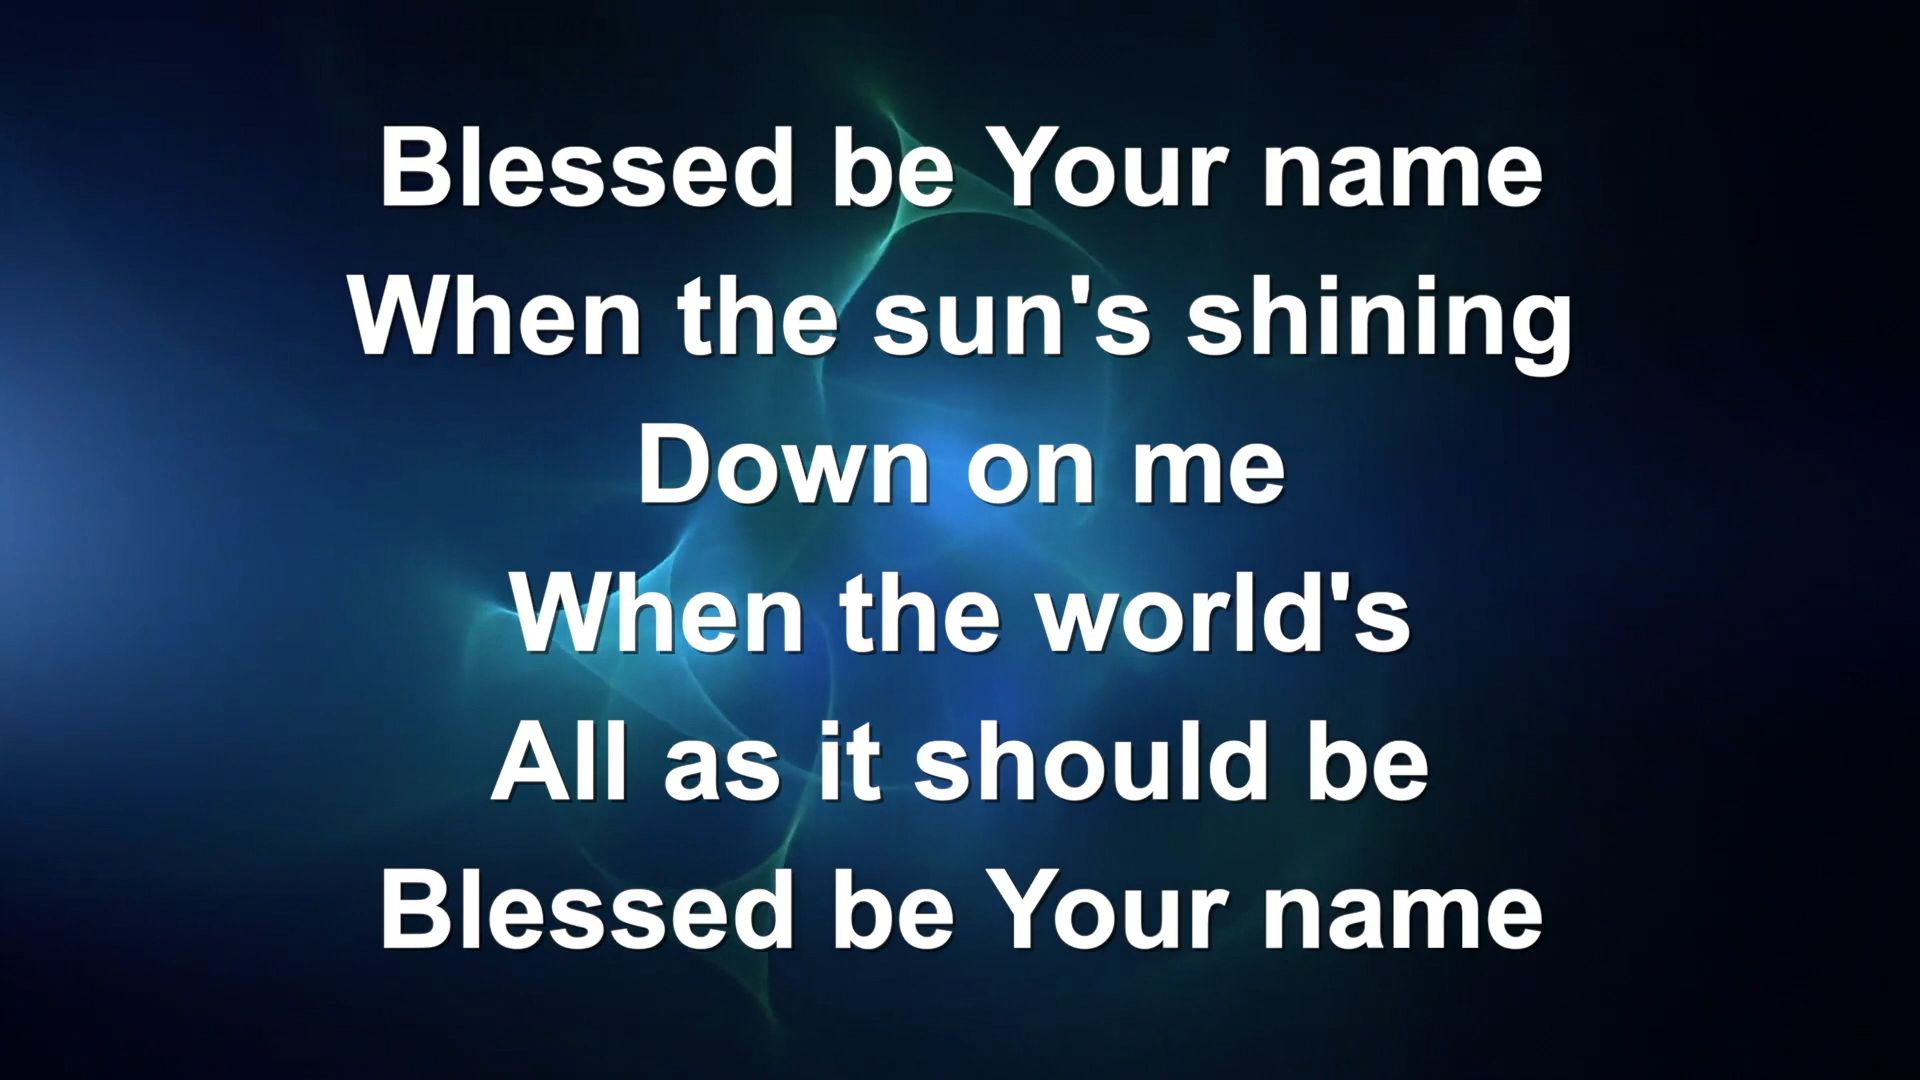 Blessed be Your name
When the sun's shining
Down on me
When the world's
All as it should be
Blessed be Your name